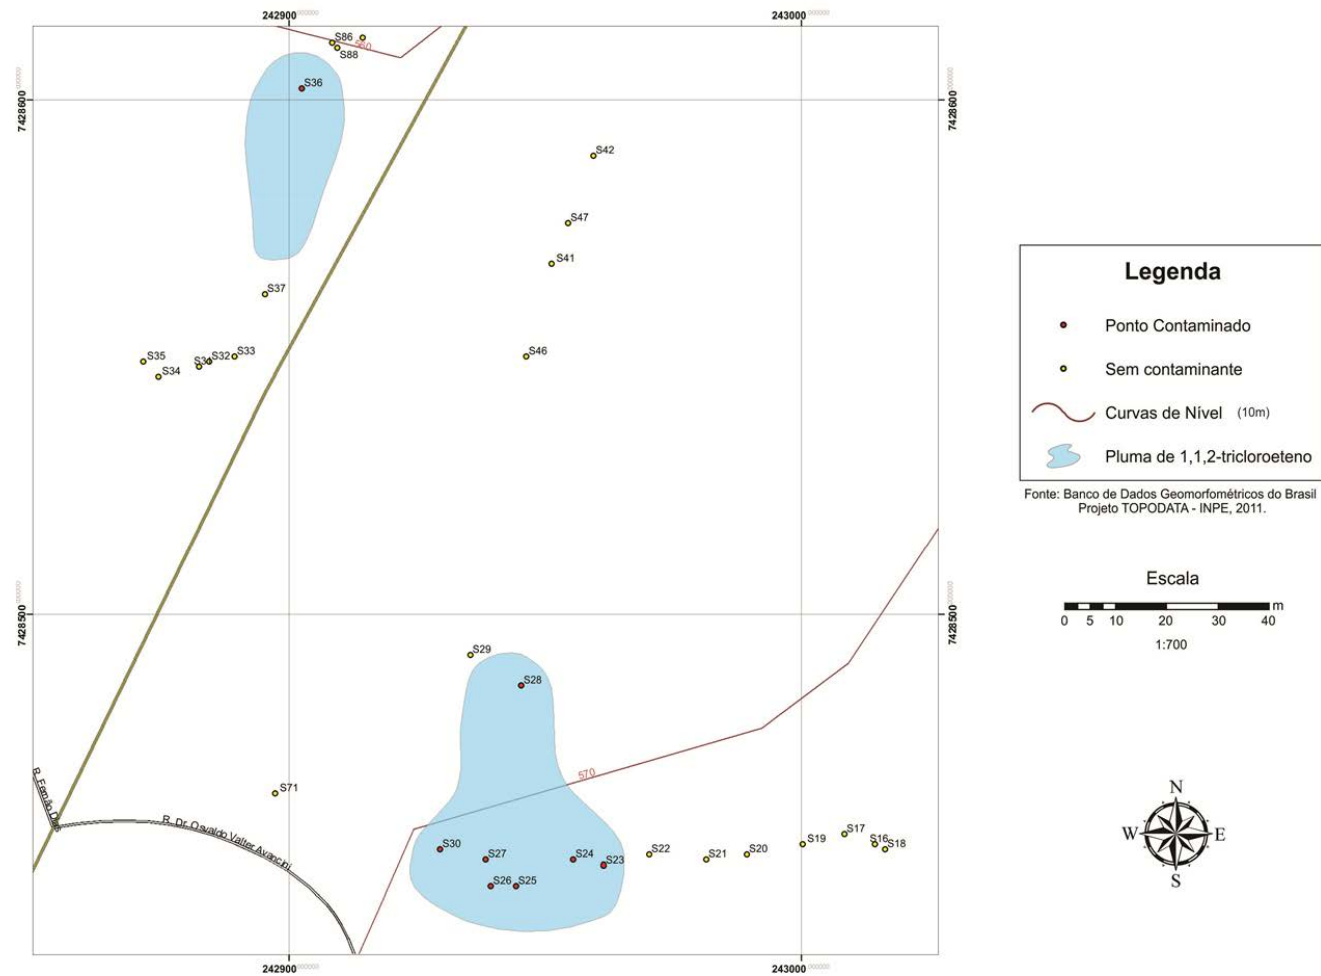 242900
243000
S86
560
S88
S36
7428600
7428600
S42
S47
S41
S37
S46
S35
S34
S32
S33
Legenda
Ponto Contaminado
Sem contaminante
Curvas de Nível (10m)
Pluma de 1,1,2-tricloroeteno
Fonte: Banco de Dados Geomorfométricos do Brasil
Projeto TOPODATA - INPE, 2011.
Escala
0 5 10 20 30 40 m
1:700
7428500
7428500
S29
S28
570
S71
R. Fernão Dias
R. Dr. Osvaldo Valter Avancini
S30
S27
S24
S23
S26
S25
S22
S21
S20
S19
S17
S16
S18
N
W E
S
242900
243000